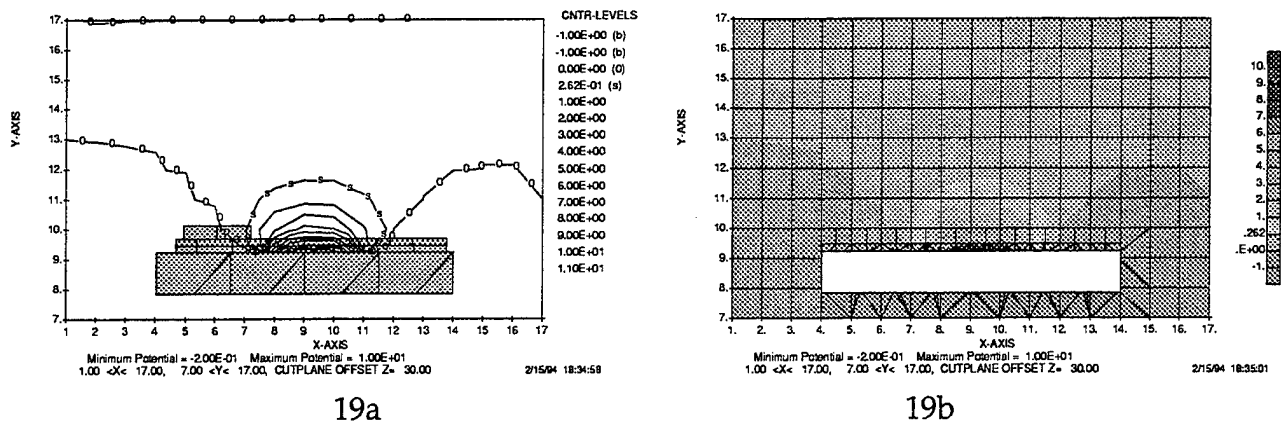 CNTR-LEVELS
-1.00E+00 (b)
-1.00E+00 (b)
0.00E+00 (0)
2.62E-01 (s)
1.00E+00
2.00E+00
3.00E+00
4.00E+00
5.00E+00
6.00E+00
7.00E+00
8.00E+00
9.00E+00
1.00E+01
1.10E+01
17.
16.
15.
14.
13.
12.
11.
10.
9.
8.
7.
Y-AXIS
1 2 3 4 5 6 7 8 9 10 11 12 13 14 15 16 17
X-AXIS
Minimum Potential = -2.00E-01 Maximum Potential = 1.00E+01
1.00 <X< 17.00, 7.00 <Y< 17.00, CUTPLANE OFFSET Z= 30.00
2/15/94 18:34:58
19a
17.
16.
15.
14.
13.
12.
11.
10.
9.
8.
7.
Y-AXIS
1. 2. 3. 4. 5. 6. 7. 8. 9. 10. 11. 12. 13. 14. 15. 16. 17.
X-AXIS
10.
9.
8.
7.
6.
5.
4.
3.
2.
1.
.262
.E+00
-1.
Minimum Potential = -2.00E-01 Maximum Potential = 1.00E+01
1.00 <X< 17.00, 7.00 <Y< 17.00, CUTPLANE OFFSET Z= 30.00
2/15/94 18:35:01
19b